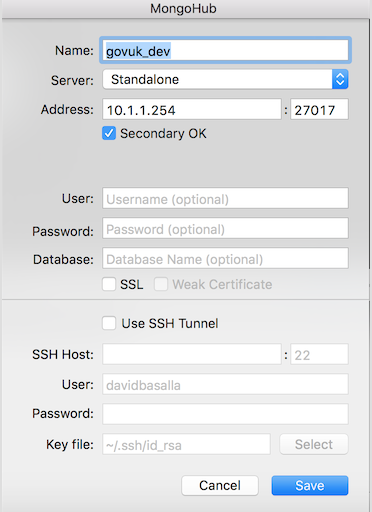 MongoHub
Name: govuk_dev
Server: Standalone
Address: 10.1.1.254 : 27017
Secondary OK
User: Username (optional)
Password: Password (optional)
Database: Database Name (optional)
SSL Weak Certificate
Use SSH Tunnel
SSH Host: : 22
User: davidbasalla
Password:
Key file: ~/.ssh/id_rsa Select
Cancel Save